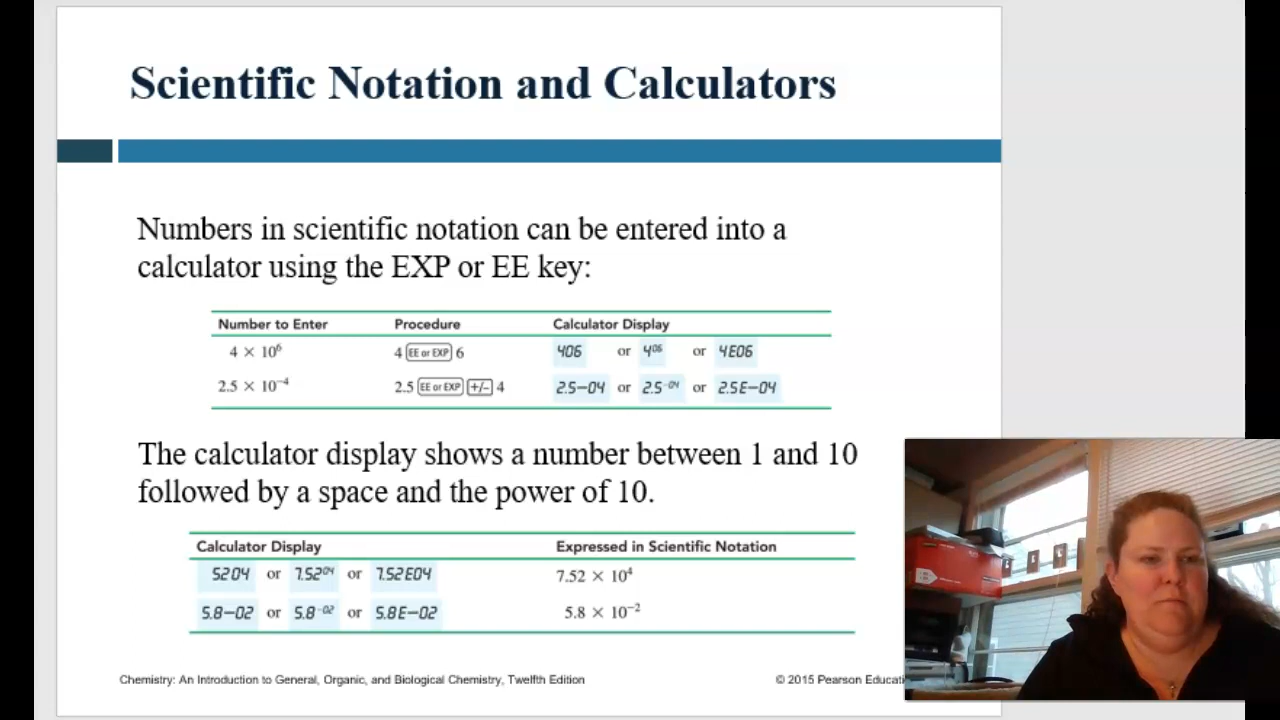 Scientific Notation and Calculators
Numbers in scientific notation can be entered into a
calculator using the EXP or EE key:
Number to Enter Procedure Calculator Display
4 × 10⁶ 4 EE or EXP 6 406 or 4⁰⁶ or 4E06
2.5 × 10⁻⁴ 2.5 EE or EXP +/− 4 2.5−04 or 2.5⁻⁰⁴ or 2.5E−04
The calculator display shows a number between 1 and 10
followed by a space and the power of 10.
Calculator Display Expressed in Scientific Notation
5204 or 7.52⁰⁴ or 7.52E04 7.52 × 10⁴
5.8−02 or 5.8⁻⁰² or 5.8E−02 5.8 × 10⁻²
Chemistry: An Introduction to General, Organic, and Biological Chemistry, Twelfth Edition © 2015 Pearson Educati